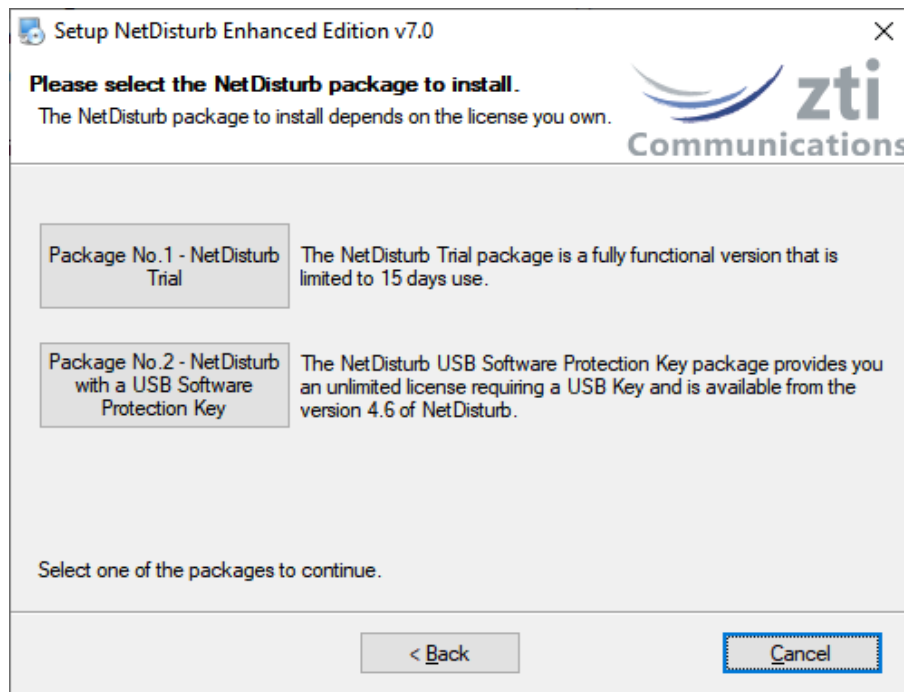 Setup NetDisturb Enhanced Edition v7.0
Please select the NetDisturb package to install.
The NetDisturb package to install depends on the license you own.
zti
Communications
Package No.1 - NetDisturb
Trial
The NetDisturb Trial package is a fully functional version that is
limited to 15 days use.
Package No.2 - NetDisturb
with a USB Software
Protection Key
The NetDisturb USB Software Protection Key package provides you
an unlimited license requiring a USB Key and is available from the
version 4.6 of NetDisturb.
Select one of the packages to continue.
< Back
Cancel